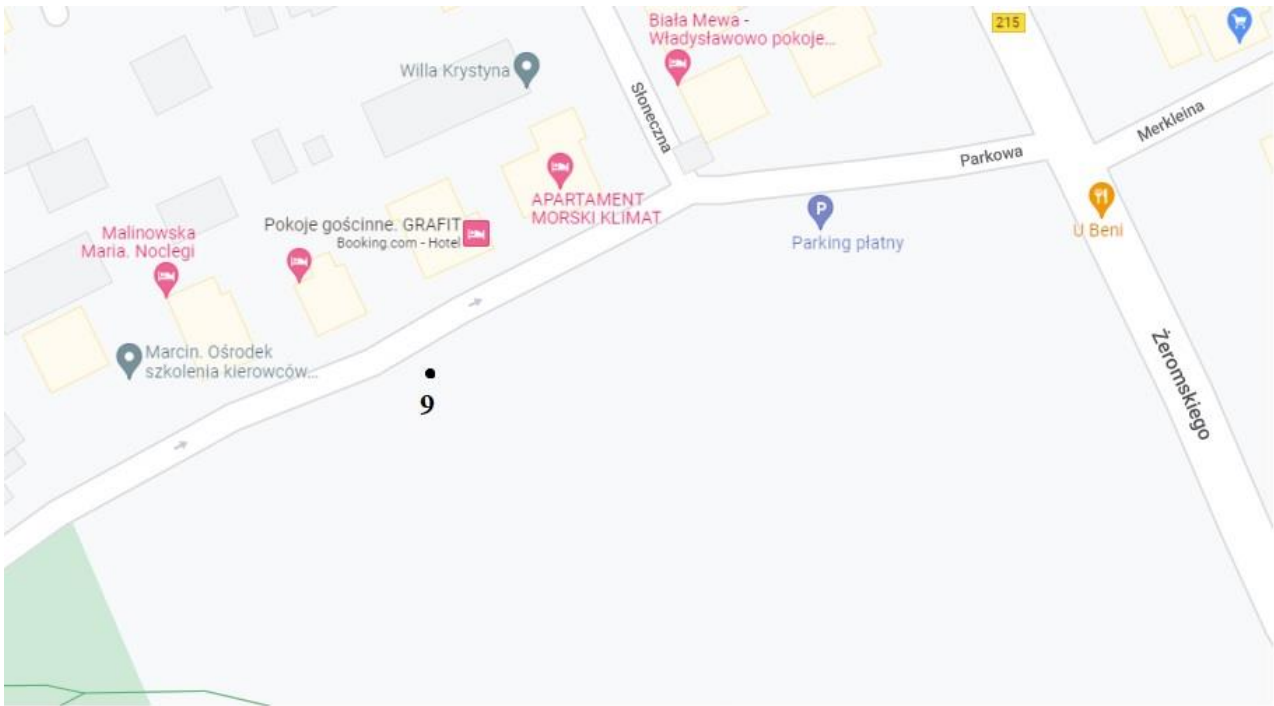 Biała Mewa -
Władysławowo pokoje...
215
Willa Krystyna
Słoneczna
Merkleina
Parkowa
APARTAMENT
MORSKI KLIMAT
Pokoje gościnne. GRAFIT
Booking.com - Hotel
Malinowska
Maria. Noclegi
P
Parking płatny
U Beni
Marcin. Ośrodek
szkolenia kierowców...
Żeromskiego
9